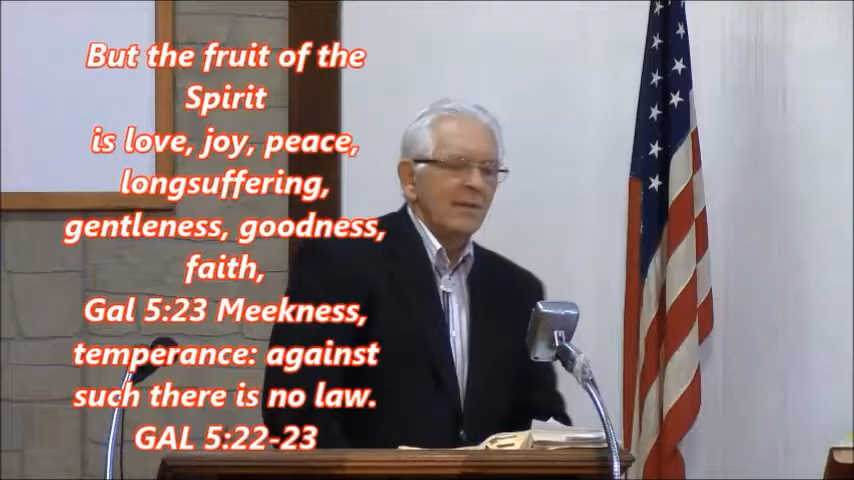 But the fruit of the
Spirit
is love, joy, peace,
longsuffering,
gentleness, goodness,
faith,
Gal 5:23 Meekness,
temperance: against
such there is no law.
GAL 5:22-23